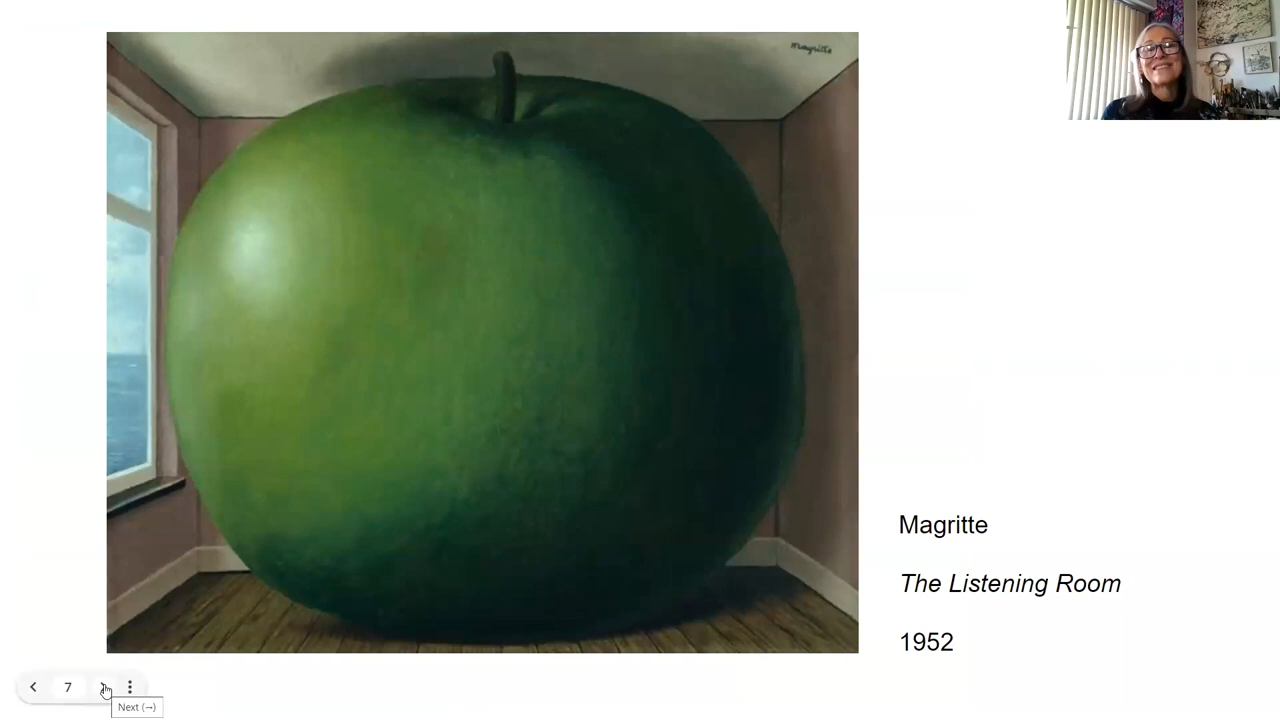 Magritte
Magritte
The Listening Room
1952
7
Next (→)